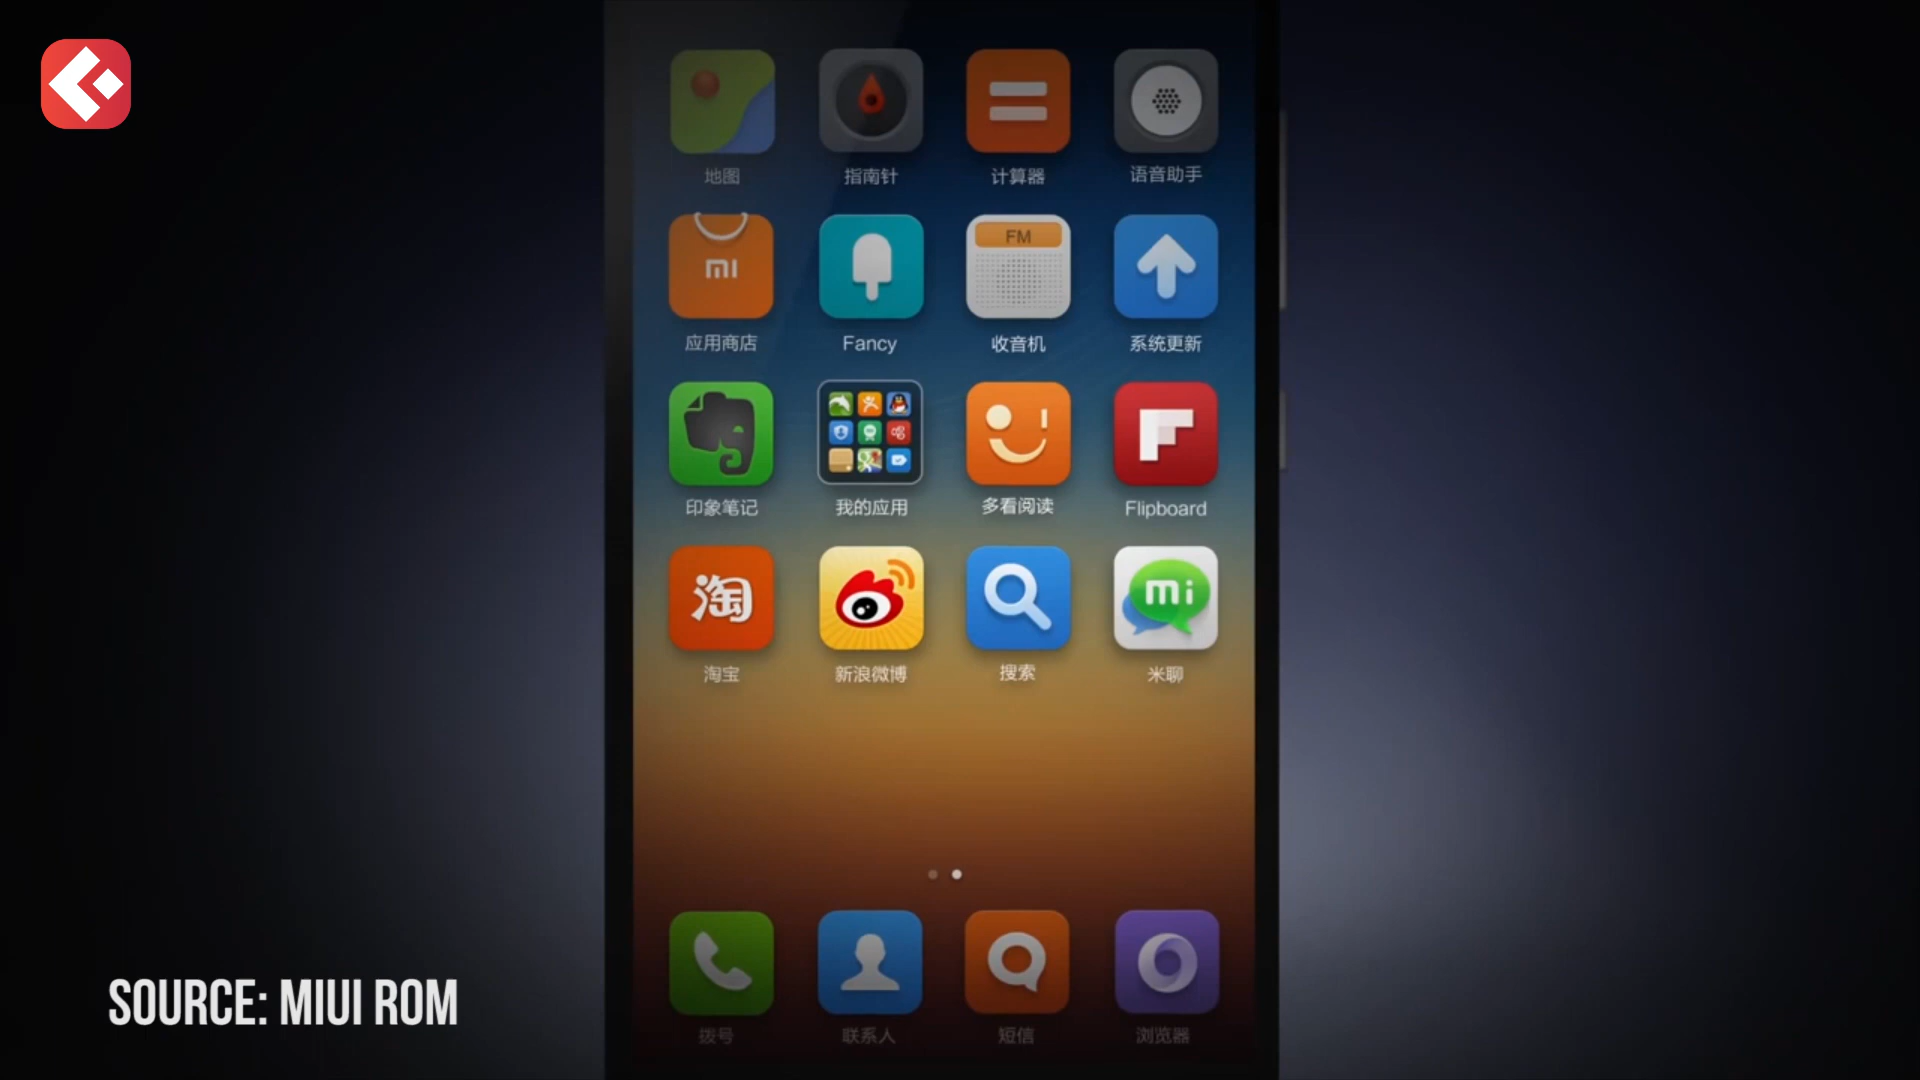 地图
指南针
计算器
语音助手
mi
FM
应用商店
Fancy
收音机
系统更新
印象笔记
我的应用
多看阅读
Flipboard
淘
mi
淘宝
新浪微博
搜索
米聊
拨号
联系人
短信
浏览器
SOURCE: MIUI ROM